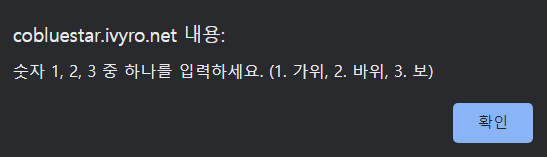 cobluestar.ivyro.net 내용:
숫자 1, 2, 3 중 하나를 입력하세요. (1. 가위, 2. 바위, 3. 보)
확인